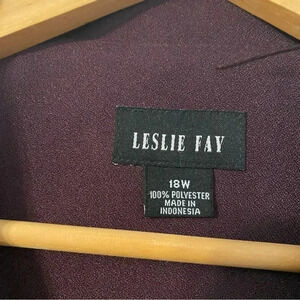 LESLIE FAY
18W
100% POLYESTER
MADE IN
INDONESIA